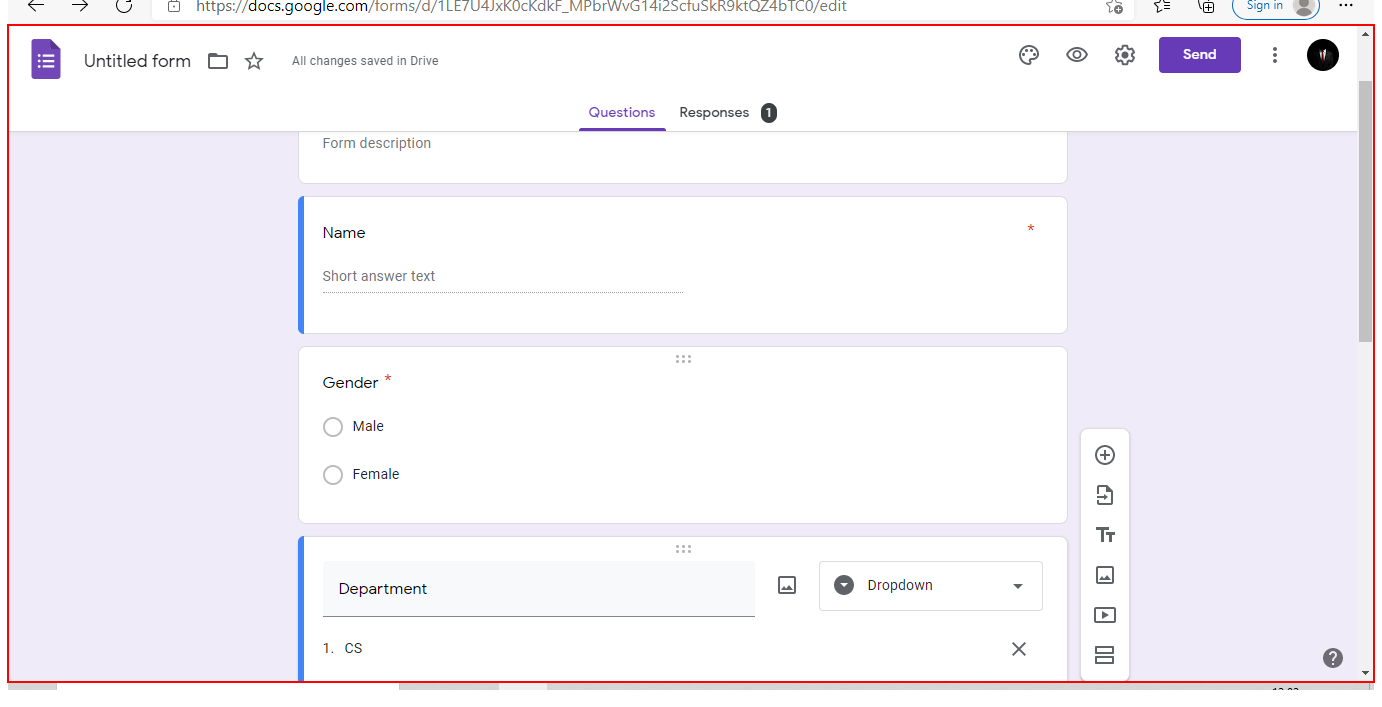 https://docs.google.com/forms/d/1LE7U4JxK0cKdkF_MPbrWvG14i2ScfuSkR9ktQZ4bTC0/edit
Sign in
Untitled form
All changes saved in Drive
Send
Questions
Responses 1
Form description
Name *
Short answer text
Gender *
Male
Female
Department
Dropdown
1. CS